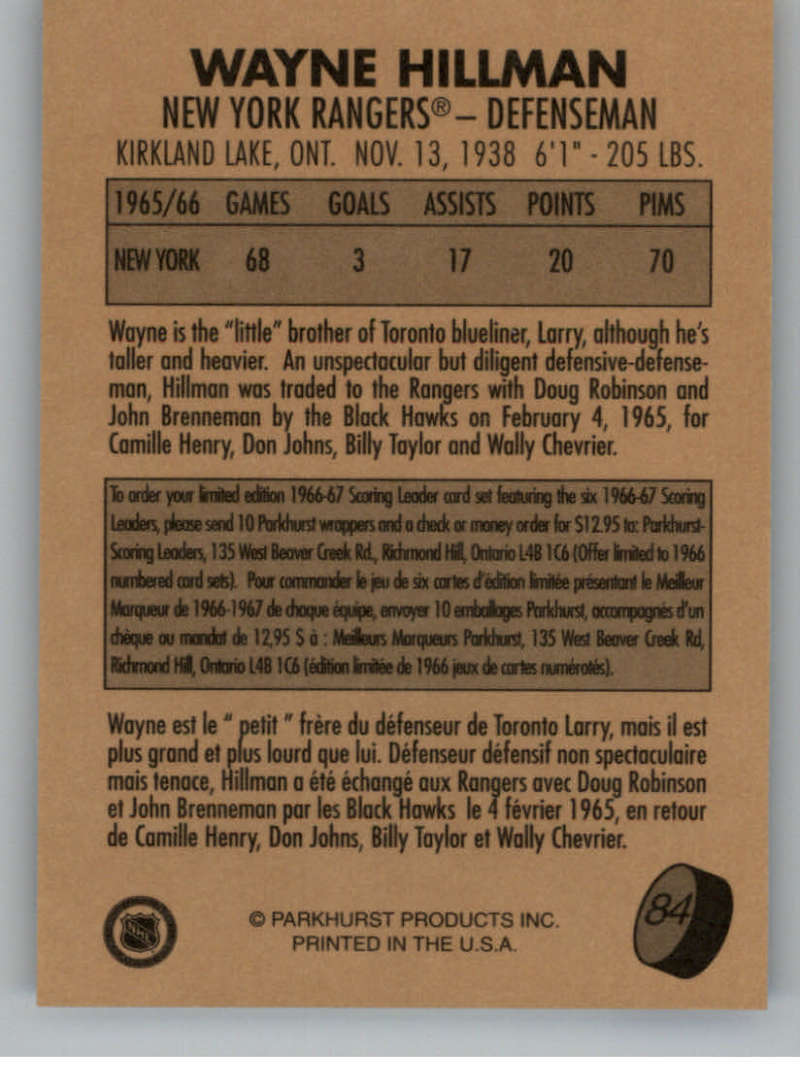 WAYNE HILLMAN
NEW YORK RANGERS® – DEFENSEMAN
KIRKLAND LAKE, ONT. NOV. 13, 1938 6'1" - 205 LBS.
1965/66 GAMES GOALS ASSISTS POINTS PIMS
NEW YORK 68 3 17 20 70
Wayne is the "little" brother of Toronto blueliner, Larry, although he's
taller and heavier. An unspectacular but diligent defensive-defense-
man, Hillman was traded to the Rangers with Doug Robinson and
John Brenneman by the Black Hawks on February 4, 1965, for
Camille Henry, Don Johns, Billy Taylor and Wally Chevrier.
To order your limited edition 1966-67 Scoring Leader card set featuring the six 1966-67 Scoring
Leaders, please send 10 Parkhurst wrappers and a check or money order for $12.95 to: Parkhurst-
Scoring Leaders, 135 West Beaver Creek Rd., Richmond Hill, Ontario L4B 1C6 (Offer limited to 1966
numbered card sets). Pour commander le jeu de six cartes d'édition limitée présentant le Meilleur
Marqueur de 1966-1967 de chaque équipe, envoyer 10 emballages Parkhurst, accompagnés d'un
chèque ou mandat de 12,95 $ à : Meilleurs Marqueurs Parkhurst, 135 West Beaver Creek Rd,
Richmond Hill, Ontario L4B 1C6 (édition limitée de 1966 jeux de cartes numérotés).
Wayne est le " petit " frère du défenseur de Toronto Larry, mais il est
plus grand et plus lourd que lui. Défenseur défensif non spectaculaire
mais tenace, Hillman a été échangé aux Rangers avec Doug Robinson
et John Brenneman par les Black Hawks le 4 février 1965, en retour
de Camille Henry, Don Johns, Billy Taylor et Wally Chevrier.
NHL
© PARKHURST PRODUCTS INC.
PRINTED IN THE U.S.A.
84